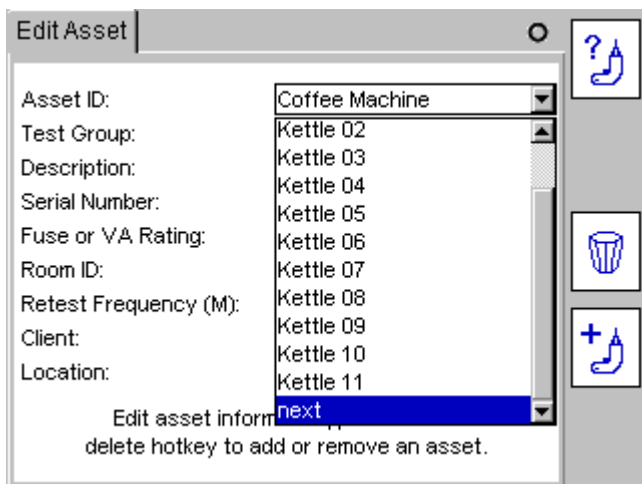 Edit Asset
Asset ID: Coffee Machine
Test Group: Kettle 02
Description: Kettle 03
Serial Number: Kettle 04
Kettle 05
Fuse or VA Rating: Kettle 06
Room ID: Kettle 07
Retest Frequency (M): Kettle 08
Client: Kettle 09
Kettle 10
Location: Kettle 11
next
Edit asset inform
delete hotkey to add or remove an asset.